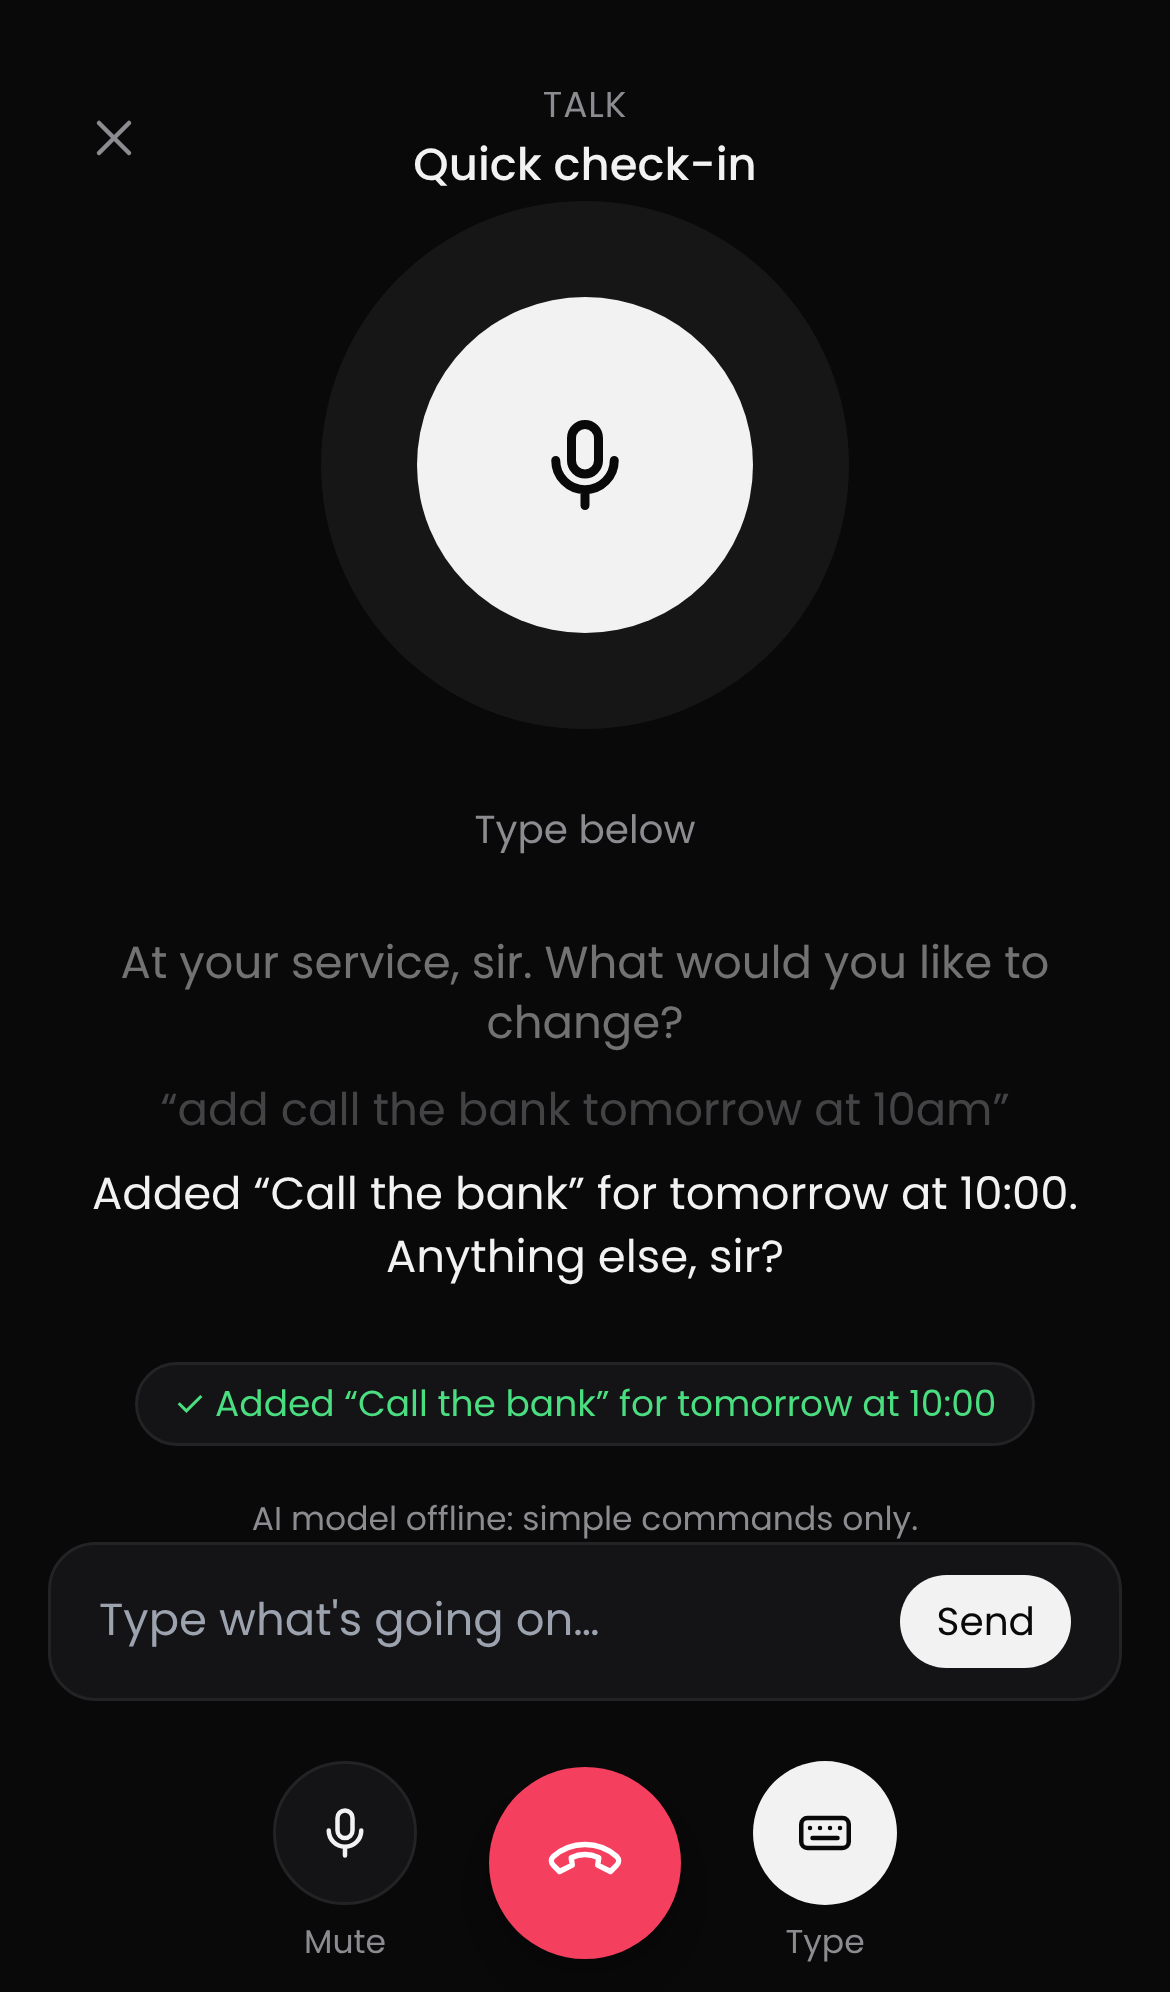 TALK
Quick check-in
Type below
At your service, sir. What would you like to
change?
“add call the bank tomorrow at 10am”
Added “Call the bank” for tomorrow at 10:00.
Anything else, sir?
✓ Added “Call the bank” for tomorrow at 10:00
AI model offline: simple commands only.
Type what's going on...
Send
Mute
Type